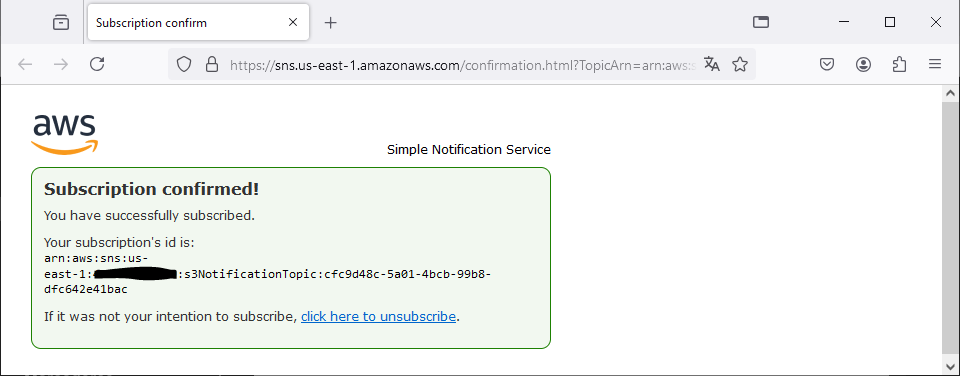 Subscription confirm
https://sns.us-east-1.amazonaws.com/confirmation.html?TopicArn=arn:aws:s
aws
Simple Notification Service
Subscription confirmed!
You have successfully subscribed.
Your subscription's id is:
arn:aws:sns:us-
east-1: :s3NotificationTopic:cfc9d48c-5a01-4bcb-99b8-
dfc642e41bac
If it was not your intention to subscribe, click here to unsubscribe.